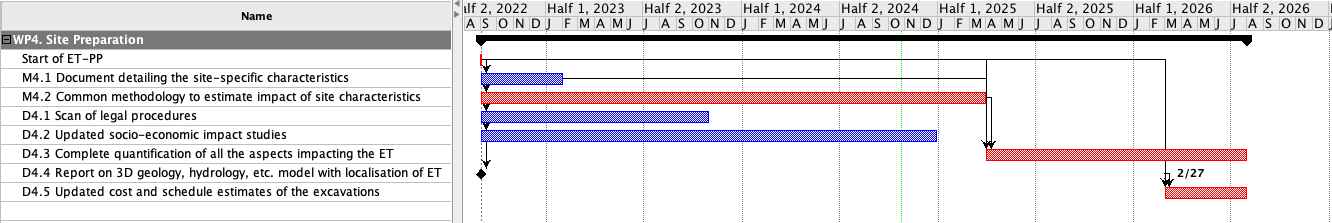 Name
alf 2, 2022 Half 1, 2023 Half 2, 2023 Half 1, 2024 Half 2, 2024 Half 1, 2025 Half 2, 2025 Half 1, 2026 Half 2, 2026
A S O N D J F M A M J J A S O N D J F M A M J J A S O N D J F M A M J J A S O N D J F M A M J J A S O N D J
WP4. Site Preparation
Start of ET-PP
M4.1 Document detailing the site-specific characteristics
M4.2 Common methodology to estimate impact of site characteristics
D4.1 Scan of legal procedures
D4.2 Updated socio-economic impact studies
D4.3 Complete quantification of all the aspects impacting the ET
D4.4 Report on 3D geology, hydrology, etc. model with localisation of ET
2/27
D4.5 Updated cost and schedule estimates of the excavations